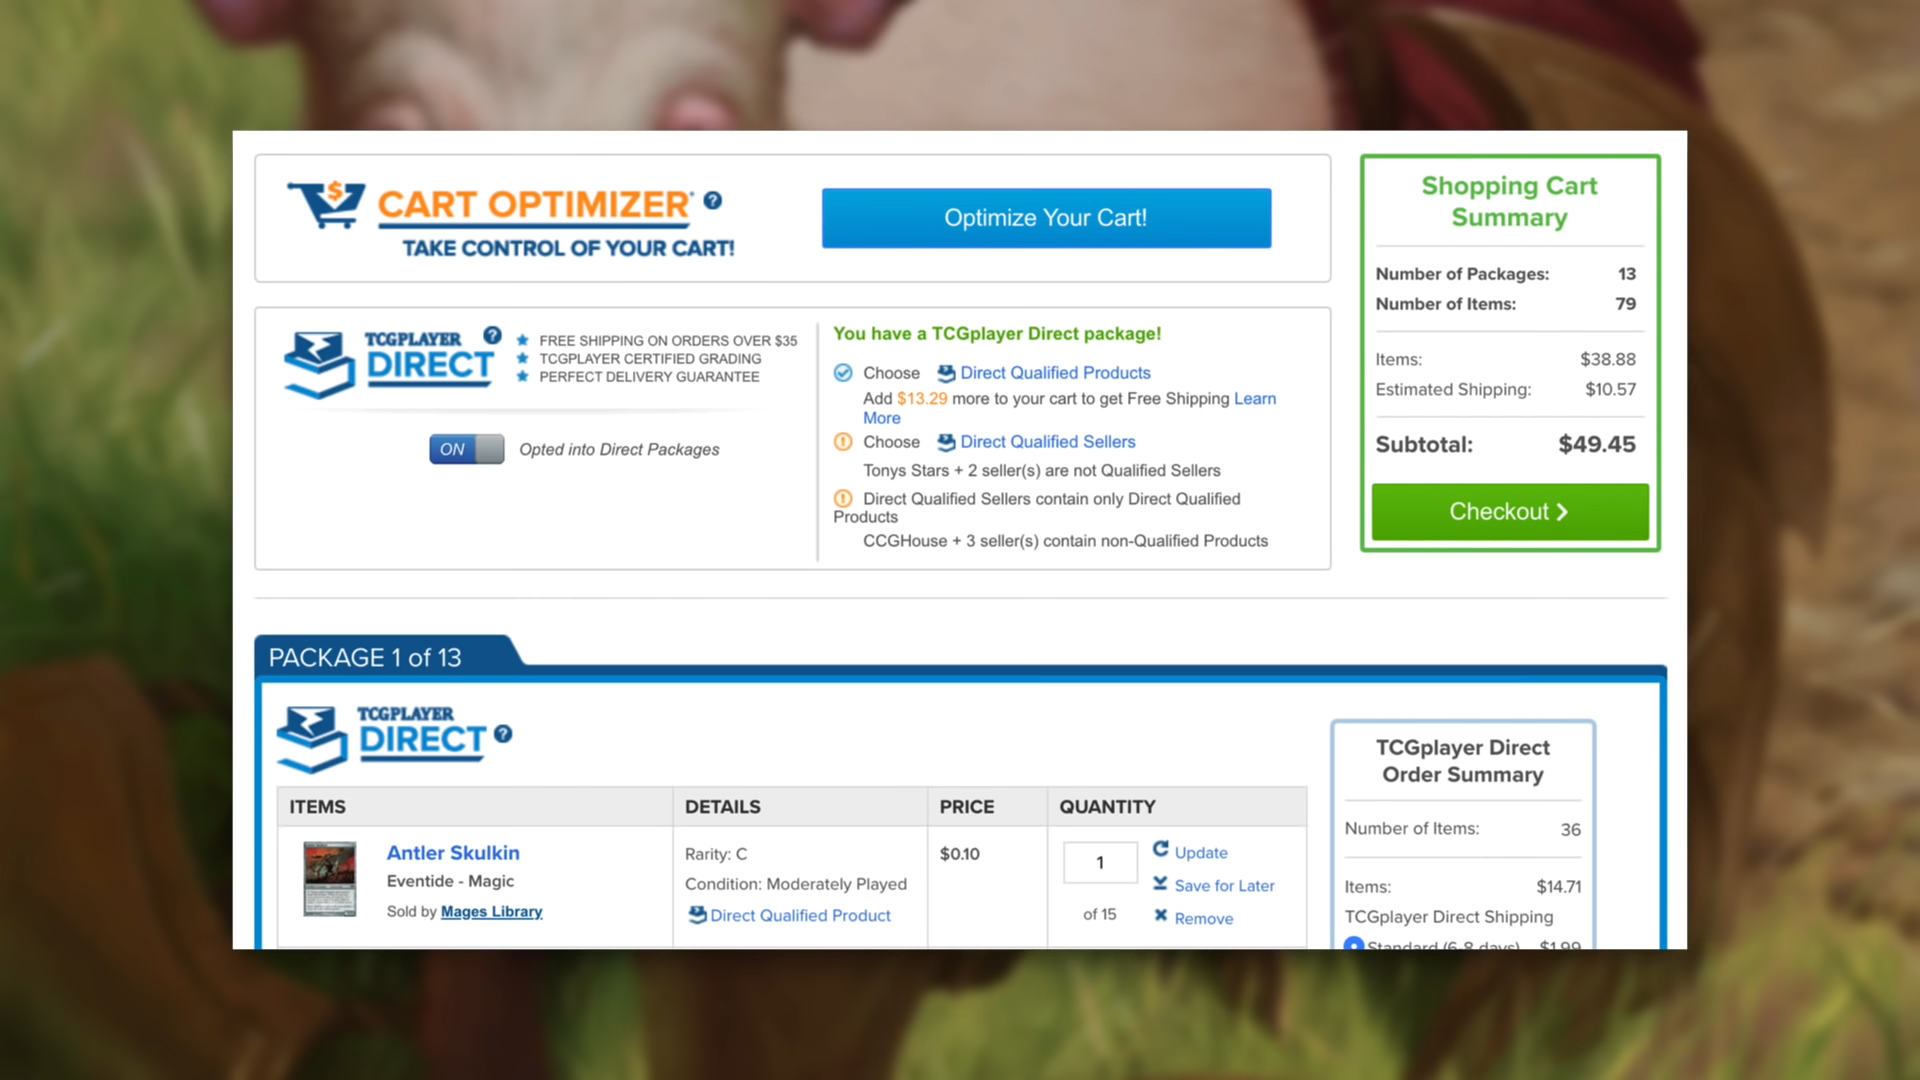 CART OPTIMIZER
TAKE CONTROL OF YOUR CART!
Optimize Your Cart!
TCGPLAYER
DIRECT
FREE SHIPPING ON ORDERS OVER $35
TCGPLAYER CERTIFIED GRADING
PERFECT DELIVERY GUARANTEE
ON Opted into Direct Packages
You have a TCGplayer Direct package!
Choose Direct Qualified Products
Add $13.29 more to your cart to get Free Shipping Learn
More
Choose Direct Qualified Sellers
Tonys Stars + 2 seller(s) are not Qualified Sellers
Direct Qualified Sellers contain only Direct Qualified
Products
CCGHouse + 3 seller(s) contain non-Qualified Products
Shopping Cart
Summary
Number of Packages: 13
Number of Items: 79
Items: $38.88
Estimated Shipping: $10.57
Subtotal: $49.45
Checkout
PACKAGE 1 of 13
TCGPLAYER
DIRECT
ITEMS DETAILS PRICE QUANTITY
Antler Skulkin
Eventide - Magic
Sold by Mages Library
Rarity: C
Condition: Moderately Played
Direct Qualified Product
$0.10
1
of 15
Update
Save for Later
Remove
TCGplayer Direct
Order Summary
Number of Items: 36
Items: $14.71
TCGplayer Direct Shipping
Standard (6-8 days) $1.99